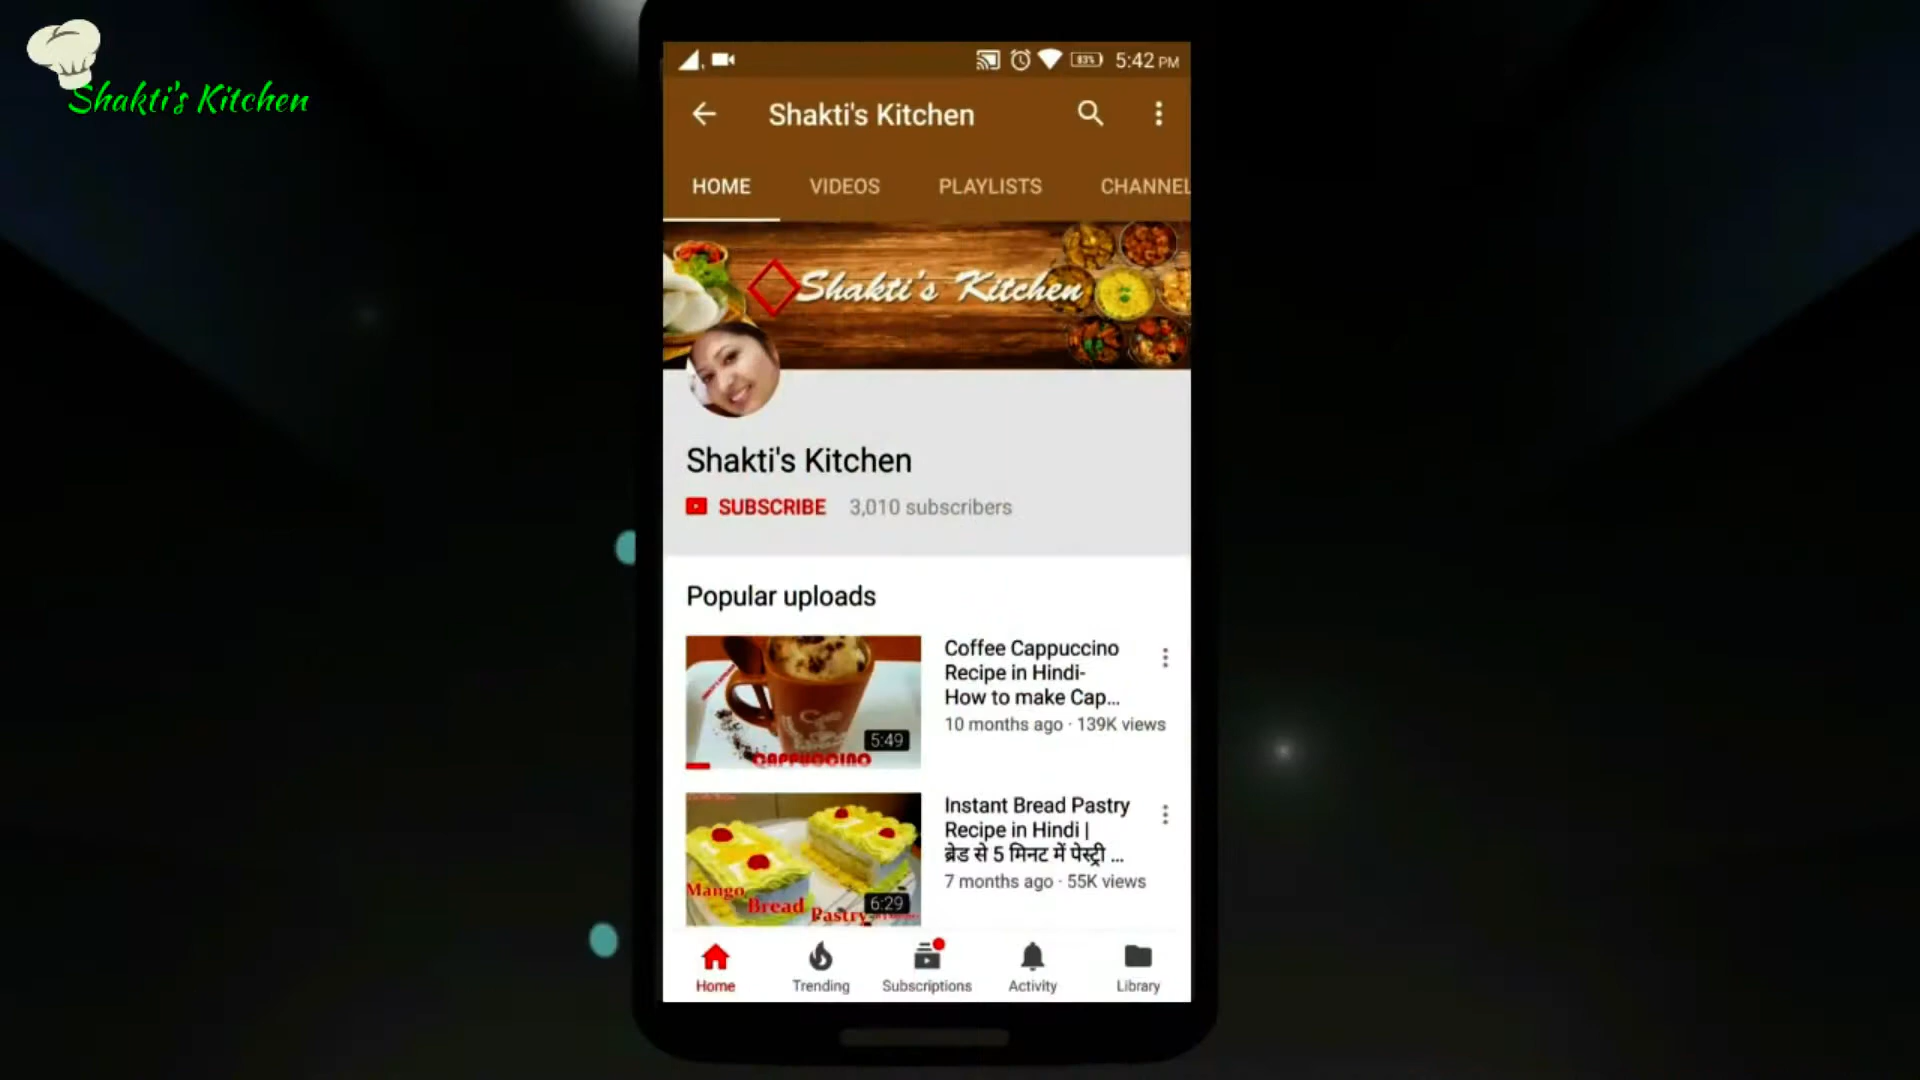 Shakti's Kitchen
83% 5:42 PM
Shakti's Kitchen
HOME VIDEOS PLAYLISTS CHANNEL
Shakti's Kitchen
Shakti's Kitchen
SUBSCRIBE 3,010 subscribers
Popular uploads
Coffee Cappuccino
Recipe in Hindi-
How to make Cap...
10 months ago · 139K views
5:49
CAPPUCCINO
Instant Bread Pastry
Recipe in Hindi |
ब्रेड से 5 मिनट में पेस्ट्री ...
7 months ago · 55K views
Mango
Bread Pastry
6:29
Home Trending Subscriptions Activity Library